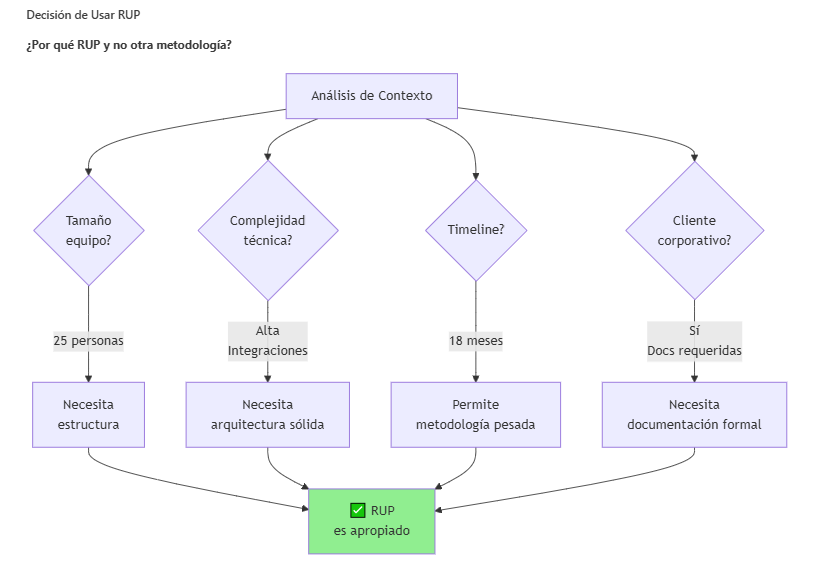 Decisión de Usar RUP
¿Por qué RUP y no otra metodología?
Análisis de Contexto
Tamaño
equipo?
Complejidad
técnica?
Timeline?
Cliente
corporativo?
25 personas
Alta
Integraciones
18 meses
Sí
Docs requeridas
Necesita
estructura
Necesita
arquitectura sólida
Permite
metodología pesada
Necesita
documentación formal
✅ RUP
es apropiado